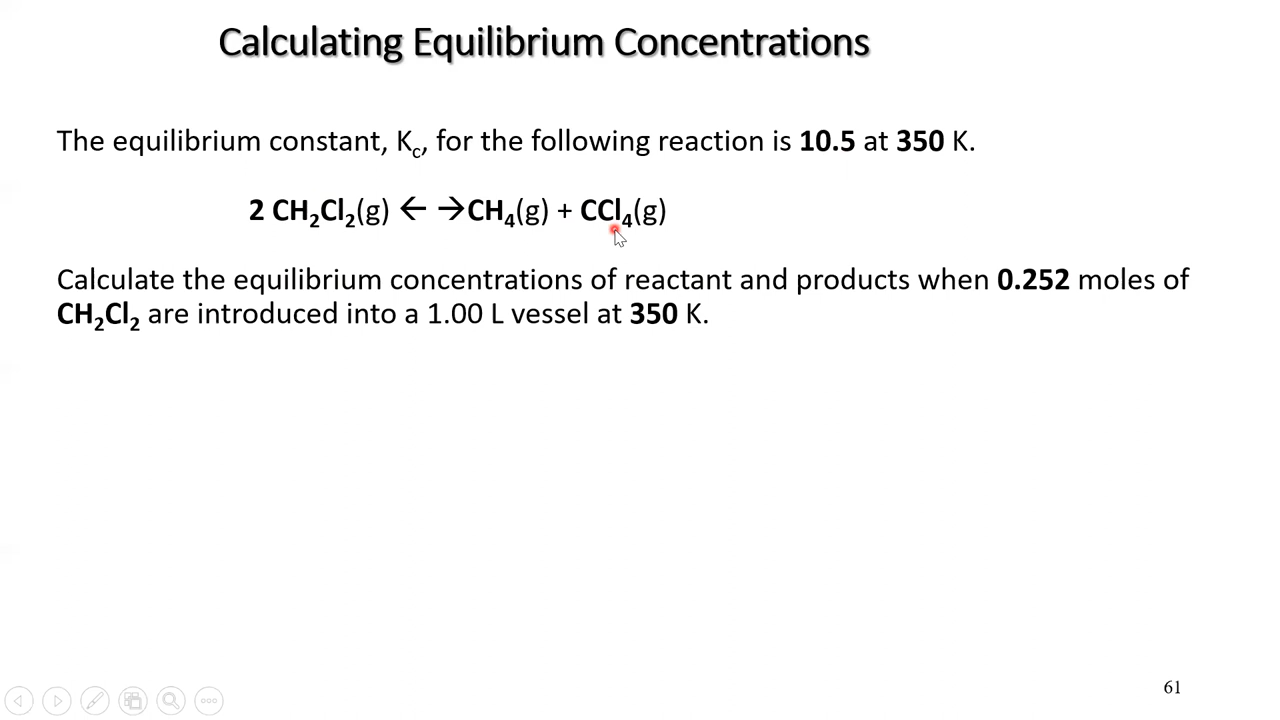 Calculating Equilibrium Concentrations
The equilibrium constant, K꜀, for the following reaction is 10.5 at 350 K.
2 CH₂Cl₂(g) ← →CH₄(g) + CCl₄(g)
Calculate the equilibrium concentrations of reactant and products when 0.252 moles of
CH₂Cl₂ are introduced into a 1.00 L vessel at 350 K.
61